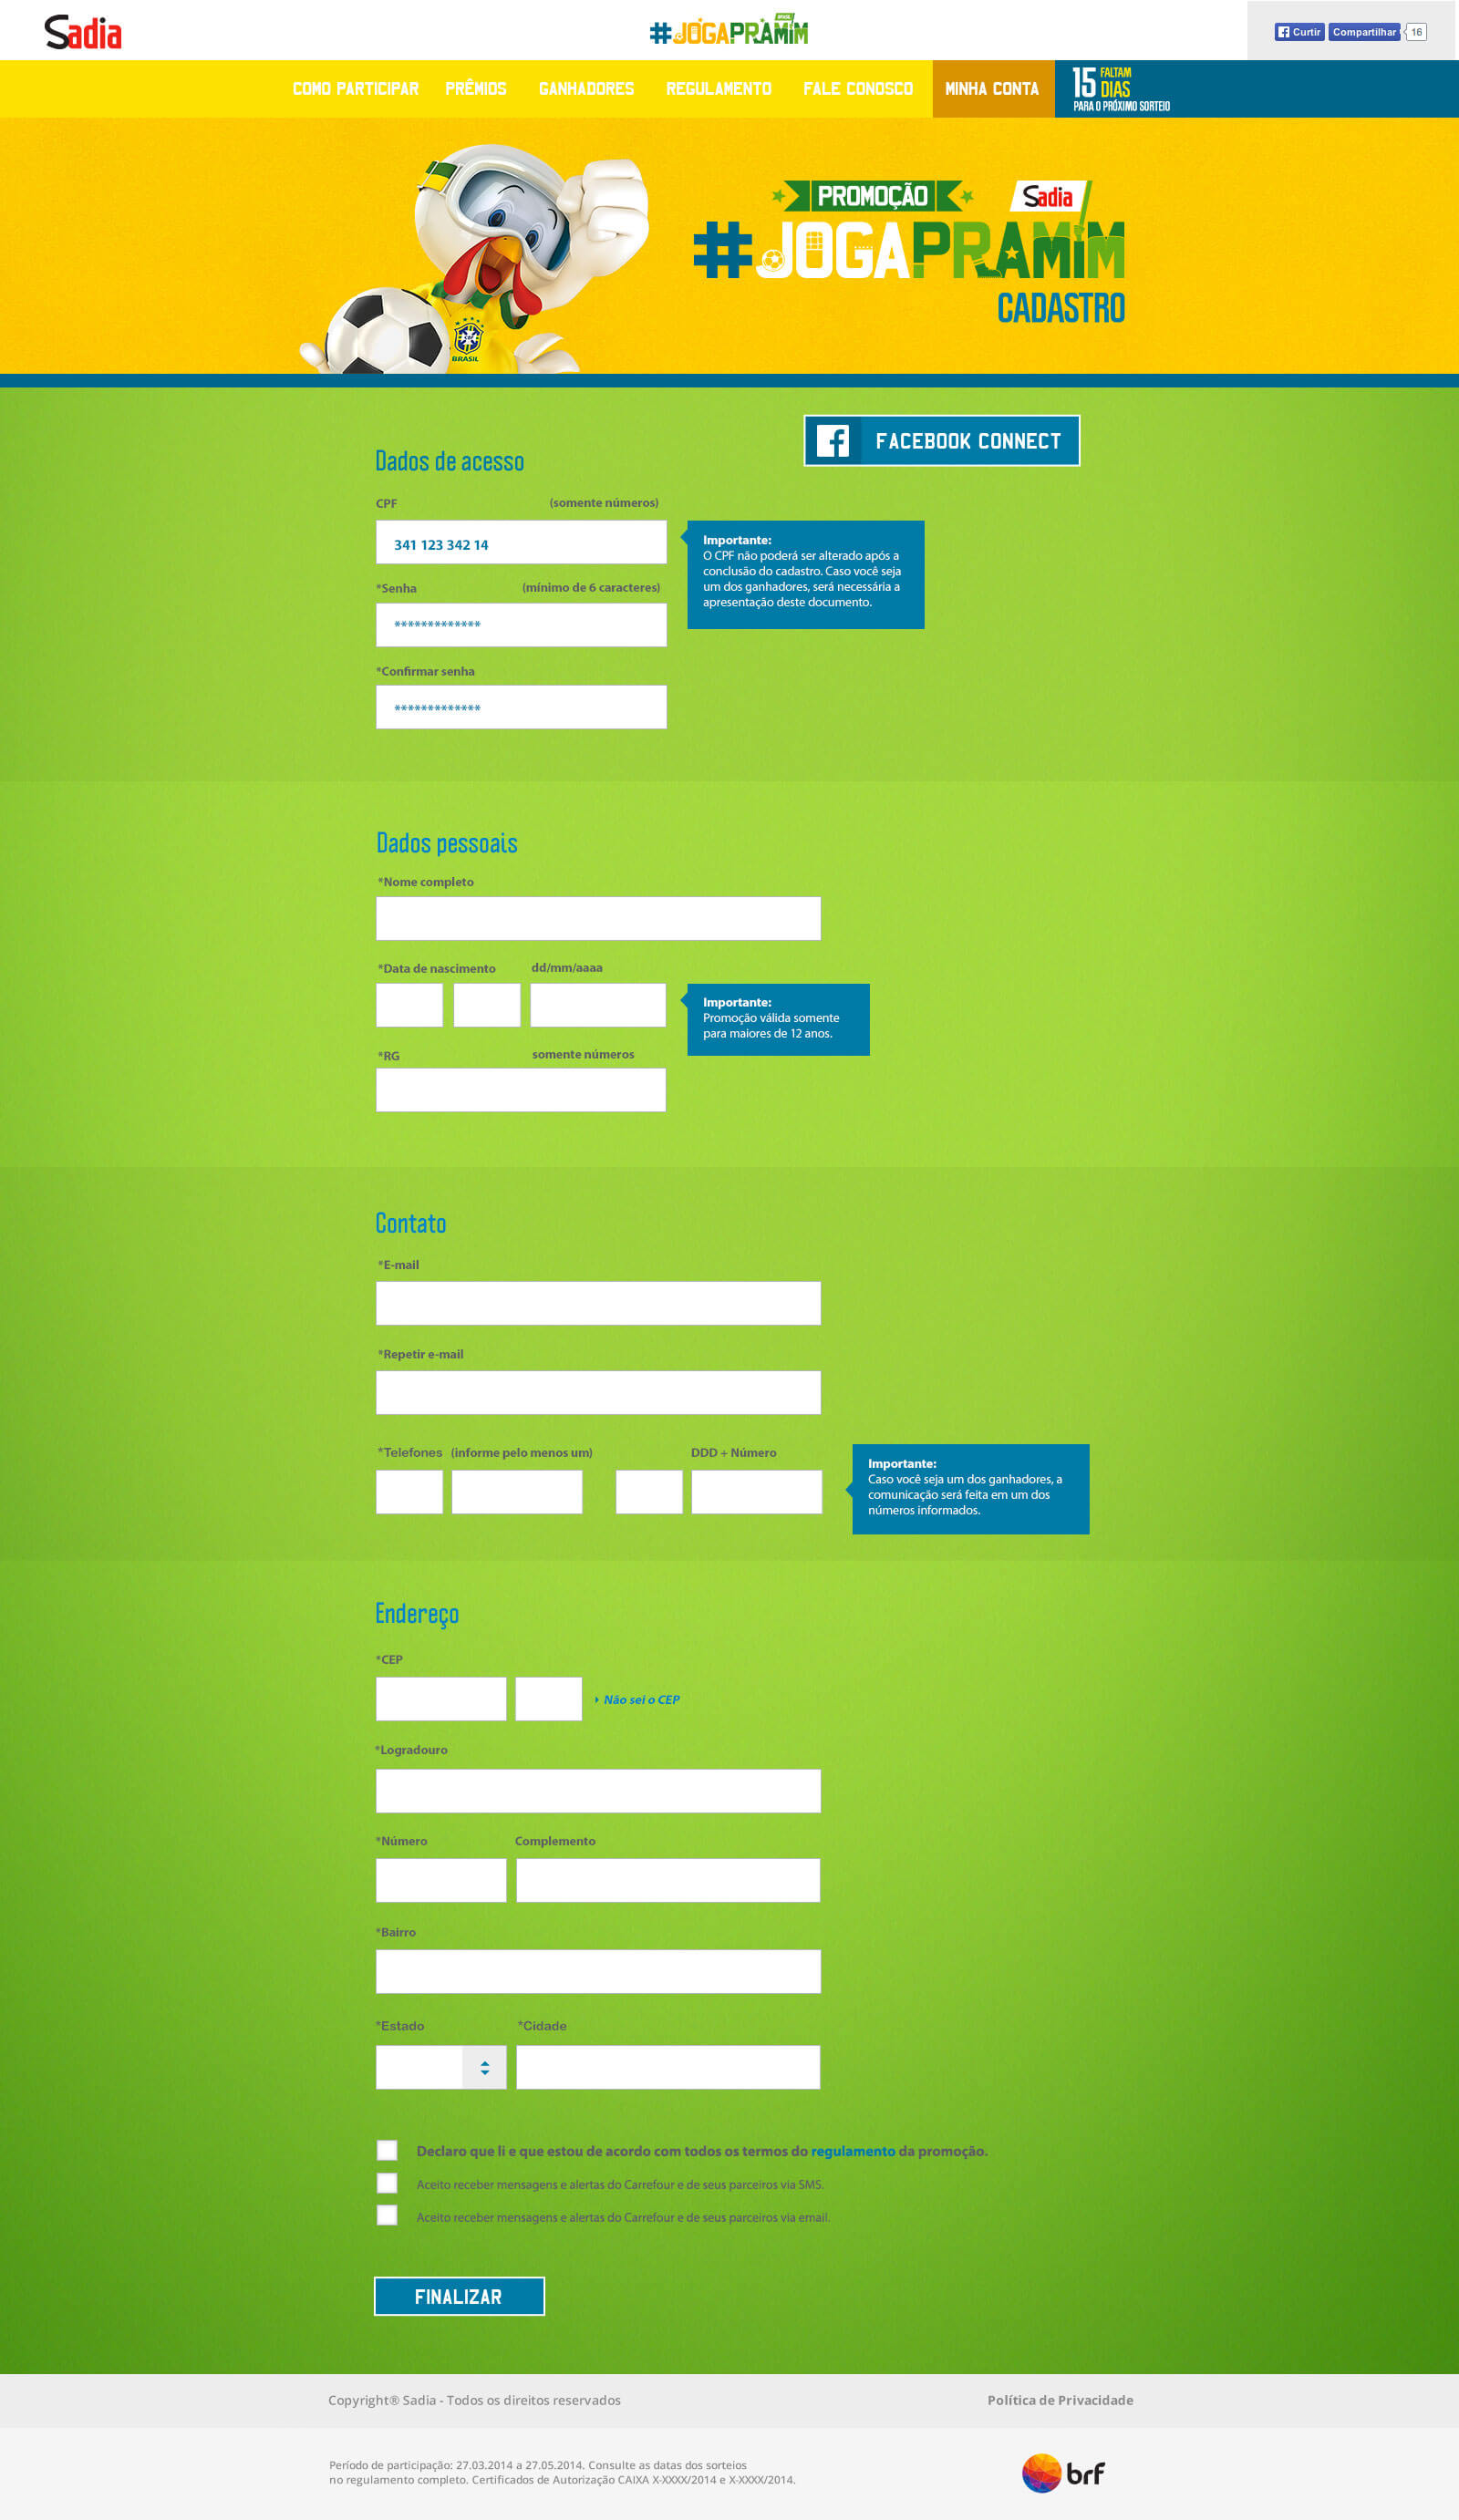 Sadia
BRASIL
#JOGAPRAMIM
Curtir Compartilhar 16
COMO PARTICIPAR PRÊMIOS GANHADORES REGULAMENTO FALE CONOSCO MINHA CONTA
15 FALTAM DIAS
PARA O PRÓXIMO SORTEIO
PROMOÇÃO Sadia
#JOGAPRAMIM
CADASTRO
CBF
BRASIL
FACEBOOK CONNECT
Dados de acesso
CPF (somente números)
341 123 342 14
Importante:
O CPF não poderá ser alterado após a
conclusão do cadastro. Caso você seja
um dos ganhadores, será necessária a
apresentação deste documento.
*Senha (mínimo de 6 caracteres)
*************
*Confirmar senha
*************
Dados pessoais
*Nome completo
*Data de nascimento dd/mm/aaaa
Importante:
Promoção válida somente
para maiores de 12 anos.
*RG somente números
Contato
*E-mail
*Repetir e-mail
*Telefones (informe pelo menos um) DDD + Número
Importante:
Caso você seja um dos ganhadores, a
comunicação será feita em um dos
números informados.
Endereço
*CEP
Não sei o CEP
*Logradouro
*Número Complemento
*Bairro
*Estado *Cidade
Declaro que li e que estou de acordo com todos os termos do regulamento da promoção.
Aceito receber mensagens e alertas do Carrefour e de seus parceiros via SMS.
Aceito receber mensagens e alertas do Carrefour e de seus parceiros via email.
FINALIZAR
Copyright® Sadia - Todos os direitos reservados Política de Privacidade
Período de participação: 27.03.2014 a 27.05.2014. Consulte as datas dos sorteios
no regulamento completo. Certificados de Autorização CAIXA X-XXXX/2014 e X-XXXX/2014.
brf